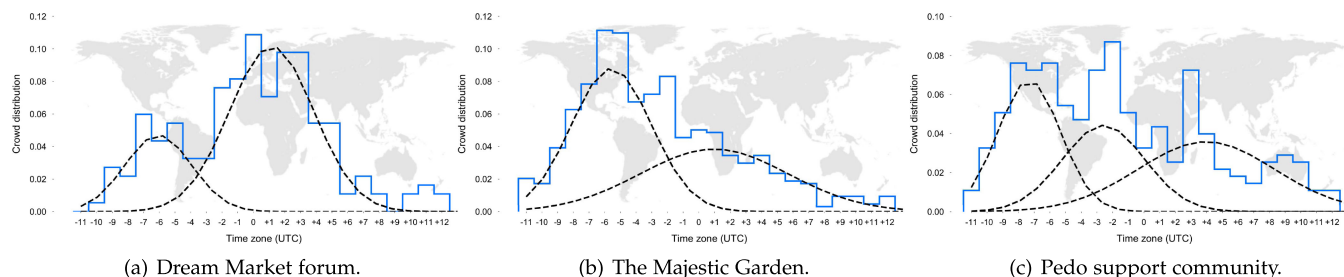 0.12
0.10
0.08
0.06
0.04
0.02
0.00
Crowd distribution
-11 -10 -9 -8 -7 -6 -5 -4 -3 -2 -1 0 +1 +2 +3 +4 +5 +6 +7 +8 +9 +10 +11 +12
Time zone (UTC)
(a) Dream Market forum.
0.12
0.10
0.08
0.06
0.04
0.02
0.00
Crowd distribution
-11 -10 -9 -8 -7 -6 -5 -4 -3 -2 -1 0 +1 +2 +3 +4 +5 +6 +7 +8 +9 +10 +11 +12
Time zone (UTC)
(b) The Majestic Garden.
0.10
0.08
0.06
0.04
0.02
0.00
Crowd distribution
-11 -10 -9 -8 -7 -6 -5 -4 -3 -2 -1 0 +1 +2 +3 +4 +5 +6 +7 +8 +9 +10 +11 +12
Time zone (UTC)
(c) Pedo support community.